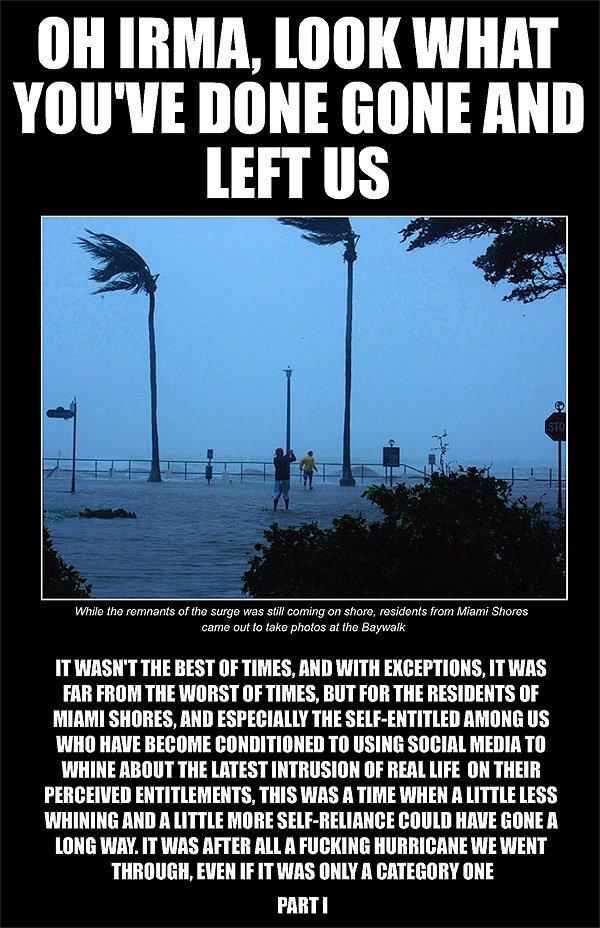 OH IRMA, LOOK WHAT
YOU'VE DONE GONE AND
LEFT US
STO
While the remnants of the surge was still coming on shore, residents from Miami Shores
came out to take photos at the Baywalk
IT WASN'T THE BEST OF TIMES, AND WITH EXCEPTIONS, IT WAS
FAR FROM THE WORST OF TIMES, BUT FOR THE RESIDENTS OF
MIAMI SHORES, AND ESPECIALLY THE SELF-ENTITLED AMONG US
WHO HAVE BECOME CONDITIONED TO USING SOCIAL MEDIA TO
WHINE ABOUT THE LATEST INTRUSION OF REAL LIFE ON THEIR
PERCEIVED ENTITLEMENTS, THIS WAS A TIME WHEN A LITTLE LESS
WHINING AND A LITTLE MORE SELF-RELIANCE COULD HAVE GONE A
LONG WAY. IT WAS AFTER ALL A FUCKING HURRICANE WE WENT
THROUGH, EVEN IF IT WAS ONLY A CATEGORY ONE
PART I